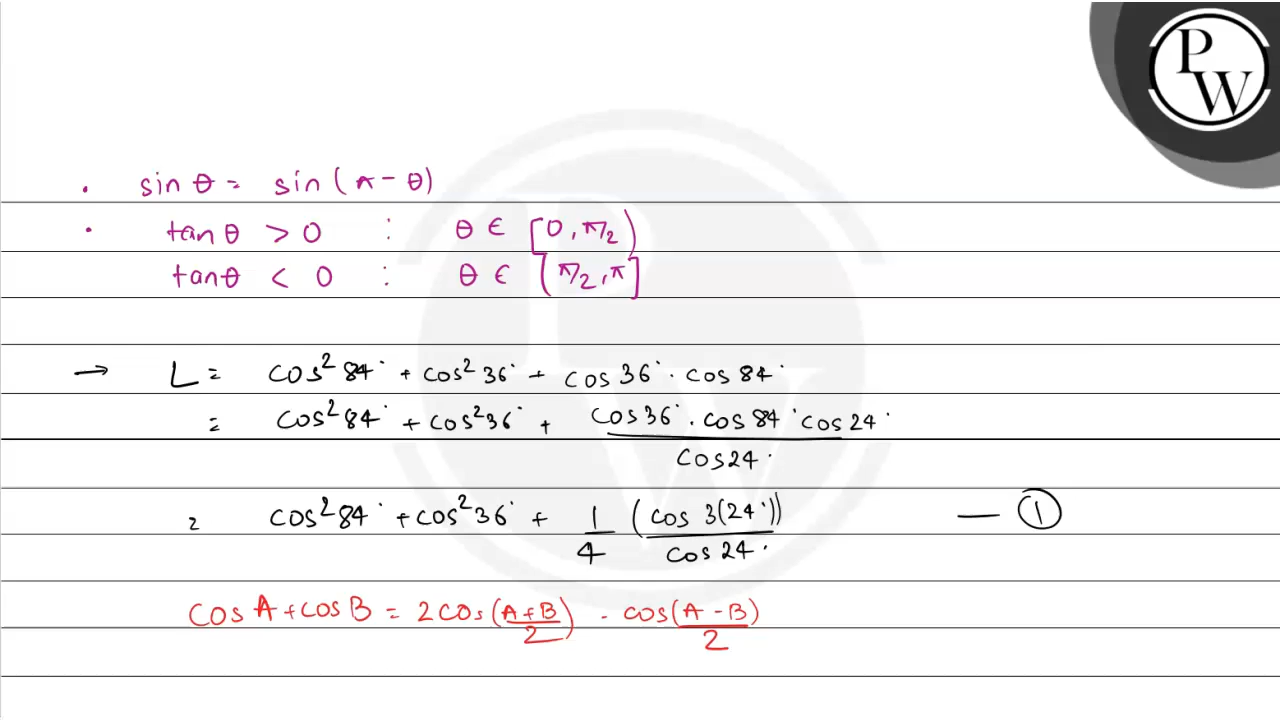 PW
• sin θ = sin (π - θ)
• tan θ > 0 : θ ∈ [0, π/2)
tan θ < 0 : θ ∈ [π/2, π]
→ L = cos² 84° + cos² 36° + cos 36° . cos 84°
= cos² 84° + cos² 36° + (cos 36° . cos 84° cos 24°) / (cos 24°)
= cos² 84° + cos² 36° + 1/4 (cos 3(24°)) / (cos 24°) — ①
cos A + cos B = 2 cos (A + B)/2 . cos (A - B)/2